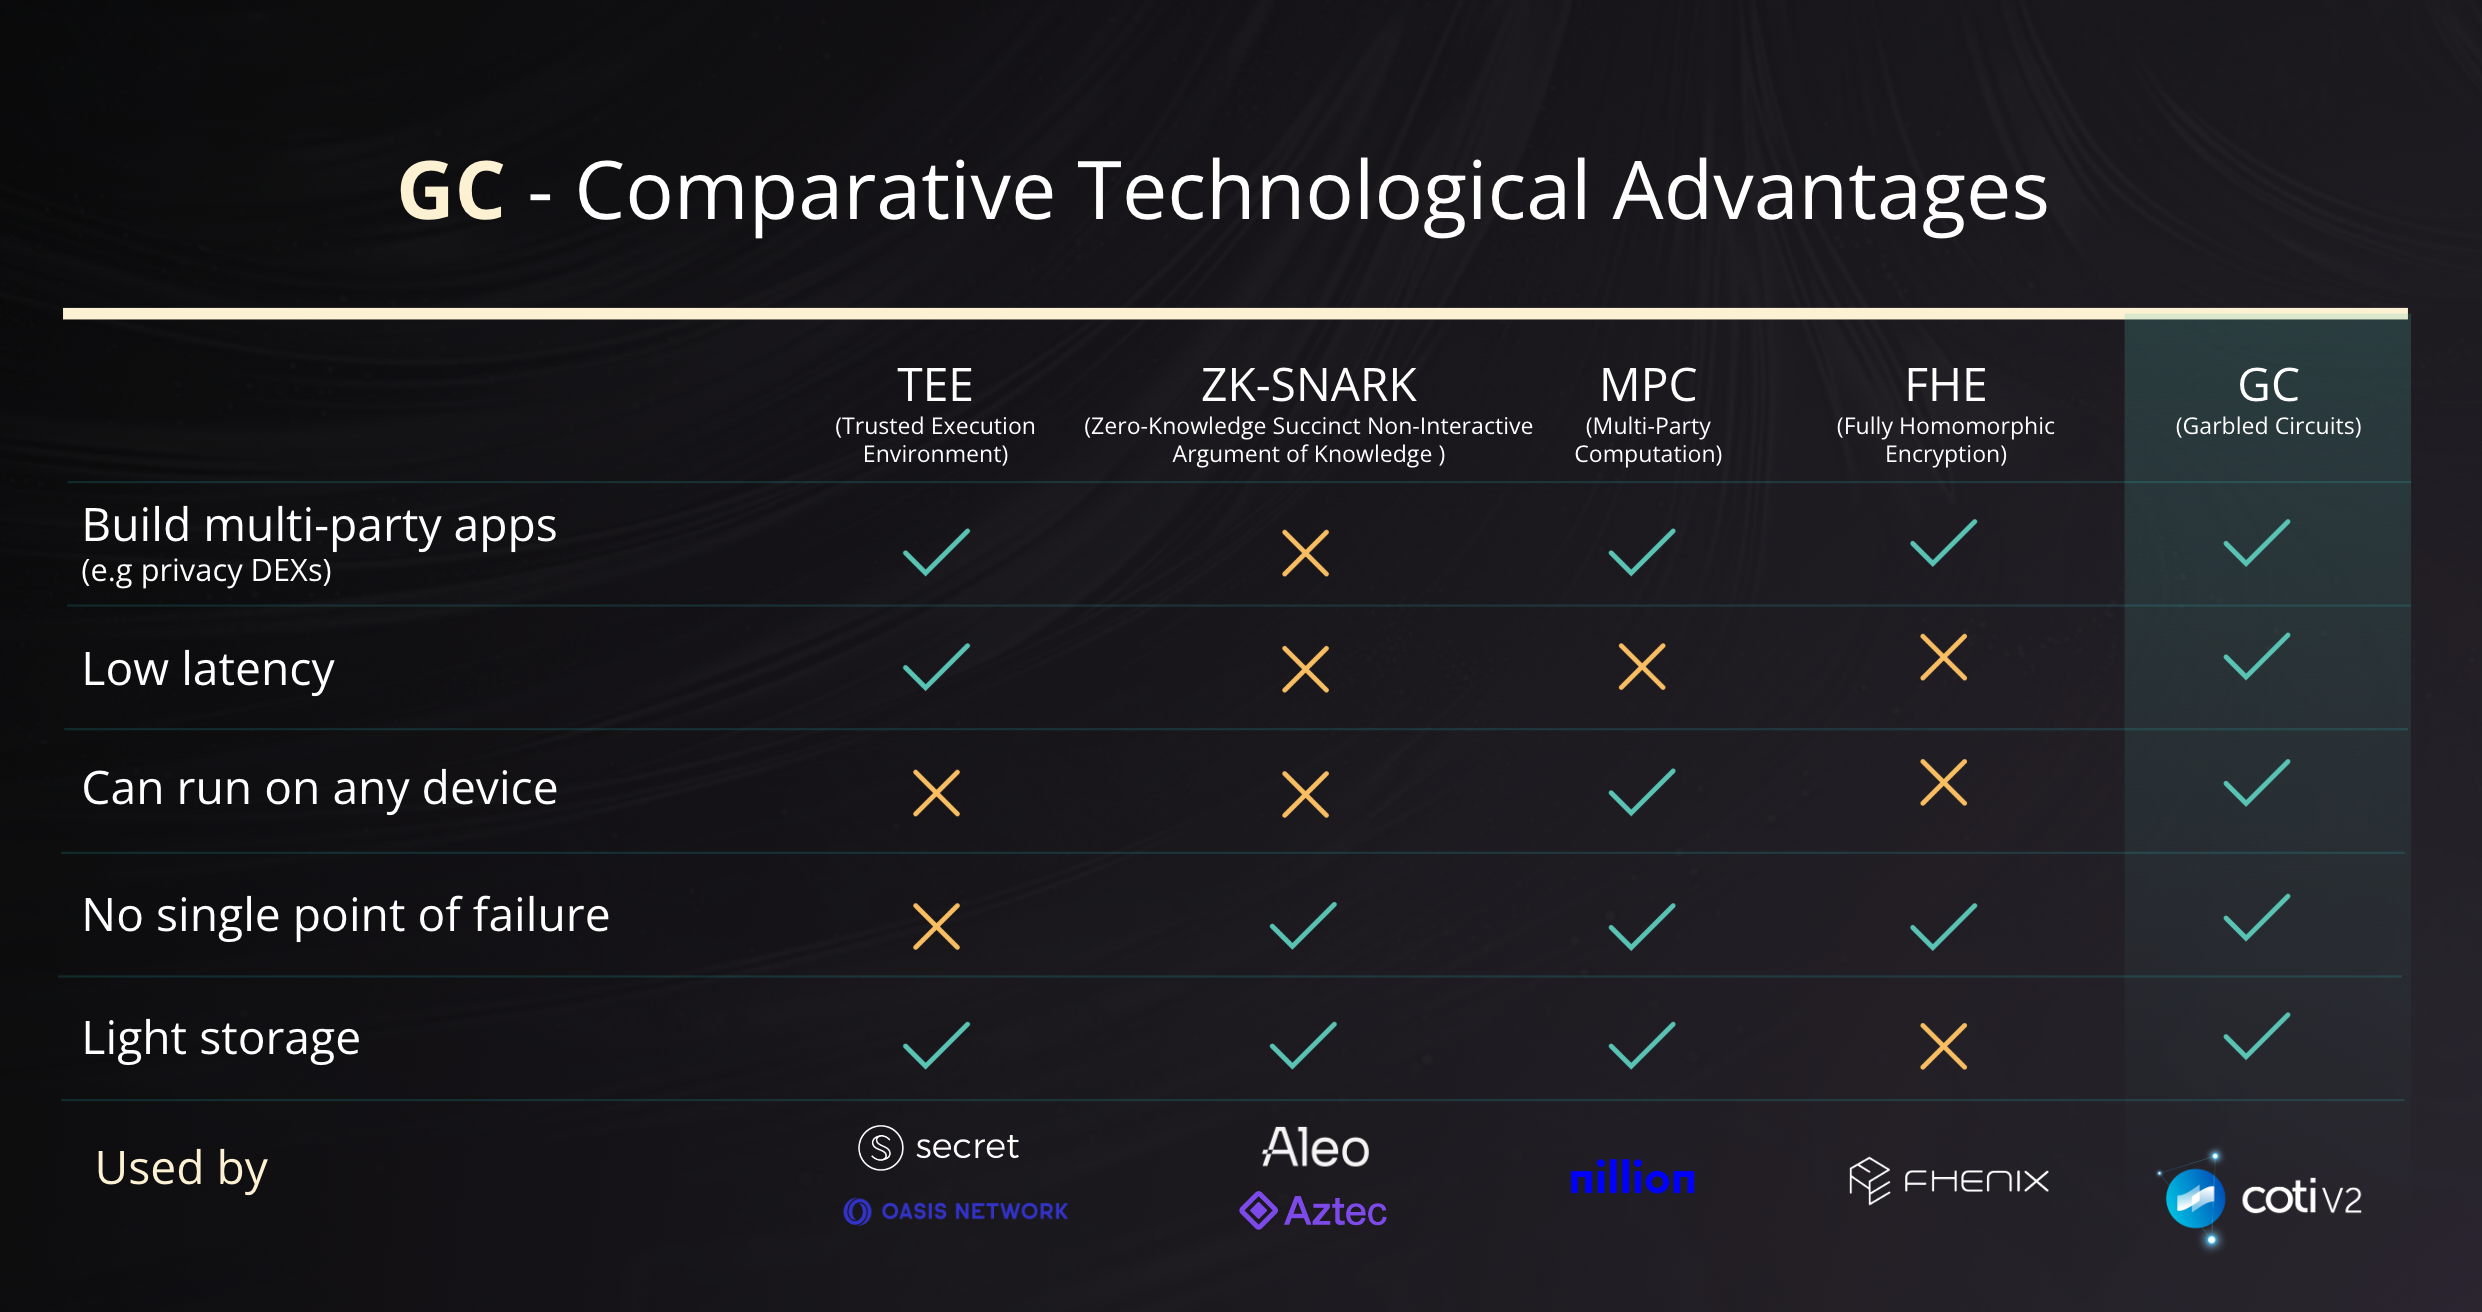 GC - Comparative Technological Advantages
TEE
(Trusted Execution
Environment)
ZK-SNARK
(Zero-Knowledge Succinct Non-Interactive
Argument of Knowledge )
MPC
(Multi-Party
Computation)
FHE
(Fully Homomorphic
Encryption)
GC
(Garbled Circuits)
Build multi-party apps
(e.g privacy DEXs)
Low latency
Can run on any device
No single point of failure
Light storage
Used by
secret
OASIS NETWORK
Aleo
Aztec
nillion
FHENIX
coti V2